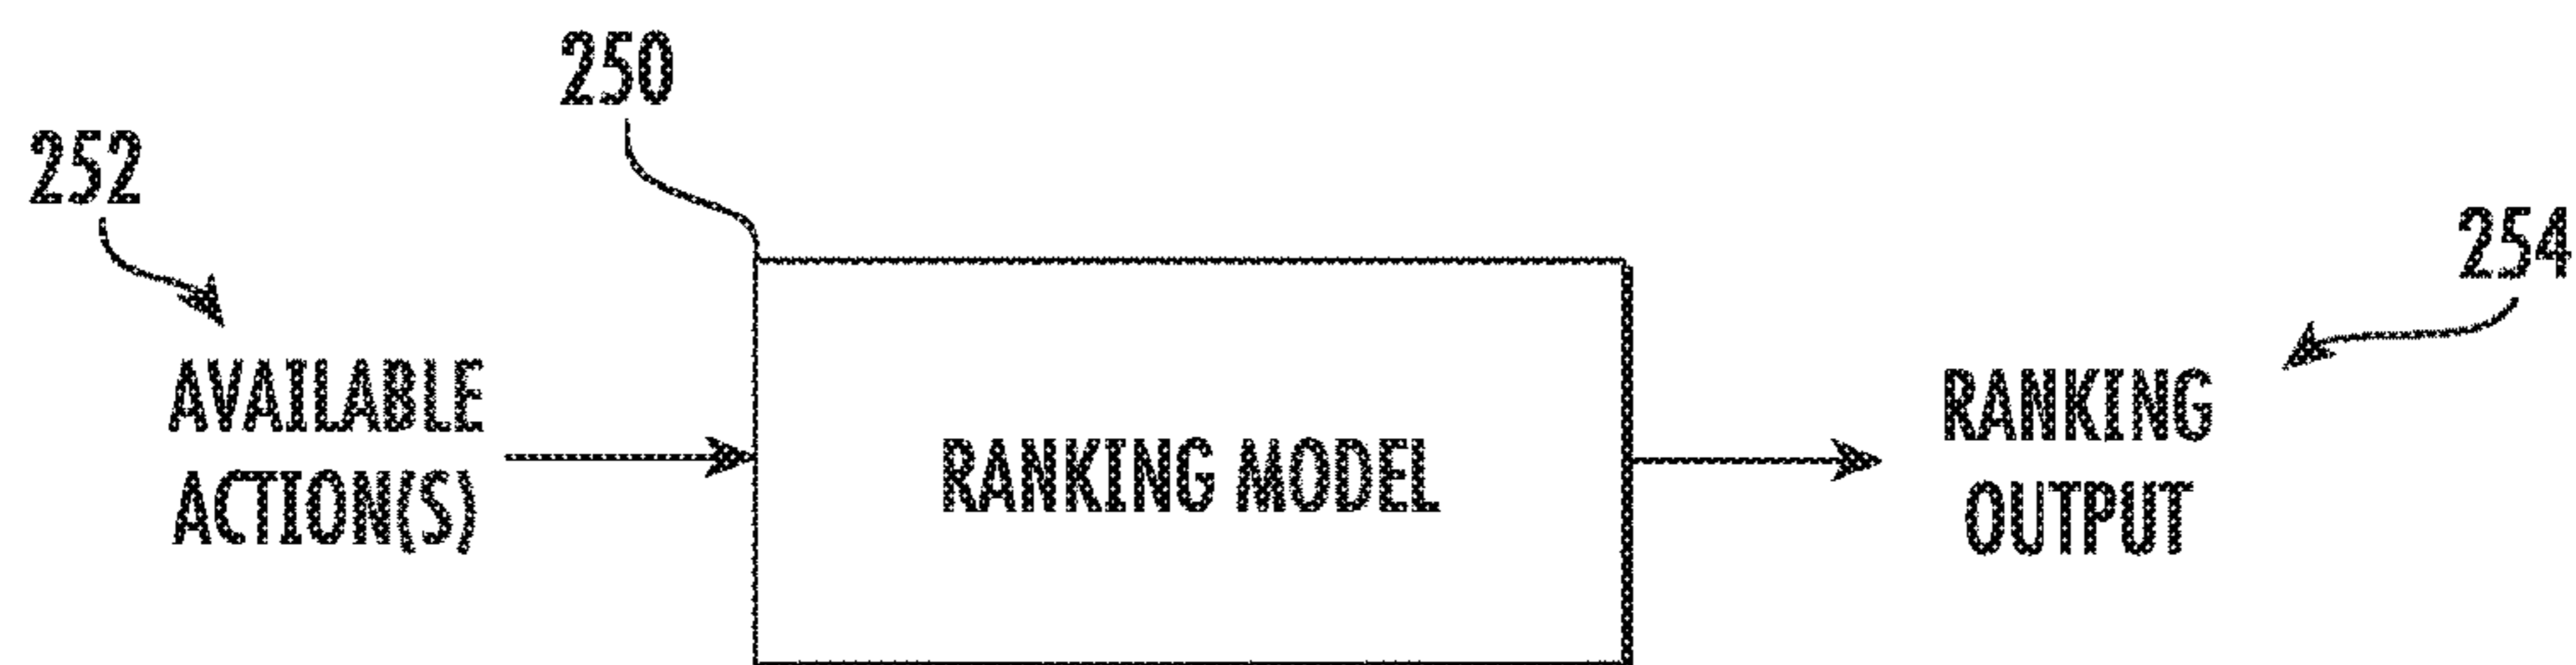 250
252
254
AVAILABLE
ACTION(S)
RANKING MODEL
RANKING
OUTPUT